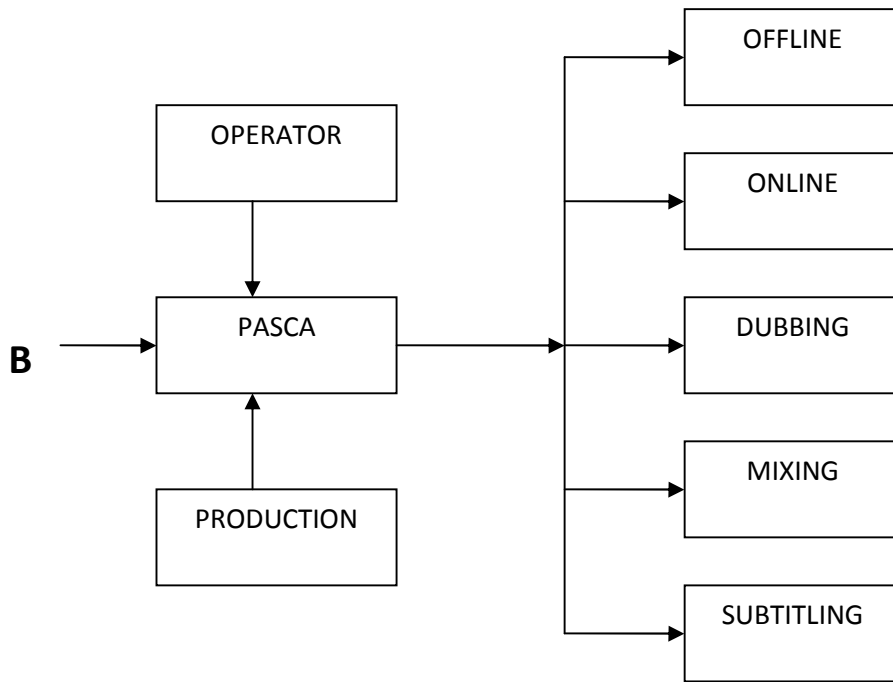 OFFLINE
OPERATOR
ONLINE
B
PASCA
DUBBING
MIXING
PRODUCTION
SUBTITLING